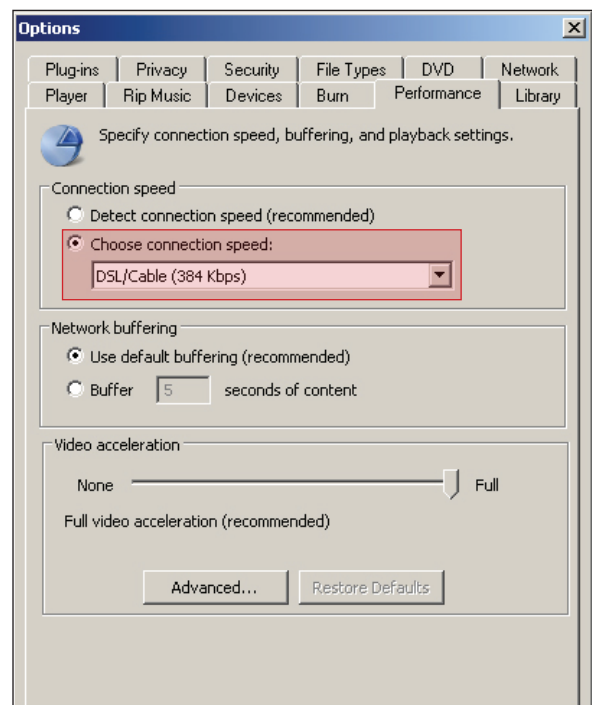 Options
Plug-ins Privacy Security File Types DVD Network
Player Rip Music Devices Burn Performance Library
Specify connection speed, buffering, and playback settings.
Connection speed
Detect connection speed (recommended)
Choose connection speed:
DSL/Cable (384 Kbps)
Network buffering
Use default buffering (recommended)
Buffer 5 seconds of content
Video acceleration
None Full
Full video acceleration (recommended)
Advanced... Restore Defaults